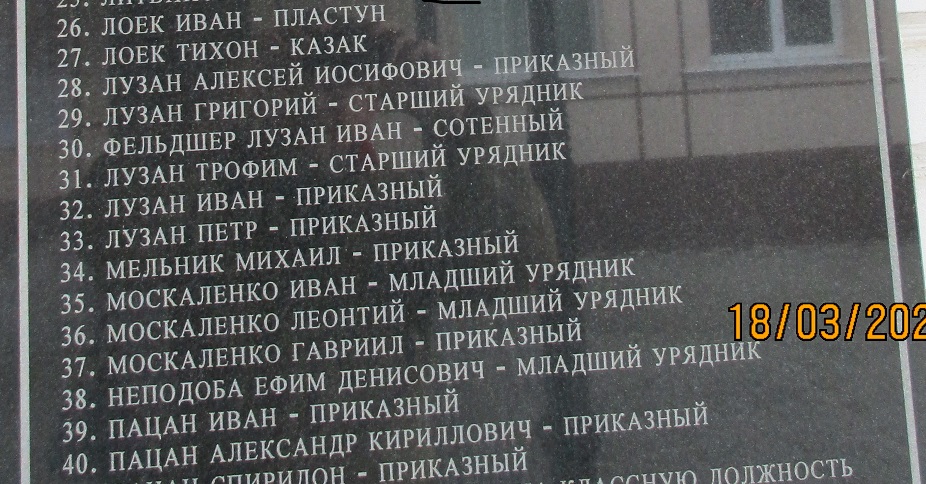 26. ЛОЕК ИВАН - ПЛАСТУН
27. ЛОЕК ТИХОН - КАЗАК
28. ЛУЗАН АЛЕКСЕЙ ИОСИФОВИЧ - ПРИКАЗНЫЙ
29. ЛУЗАН ГРИГОРИЙ - СТАРШИЙ УРЯДНИК
30. ФЕЛЬДШЕР ЛУЗАН ИВАН - СОТЕННЫЙ
31. ЛУЗАН ТРОФИМ - СТАРШИЙ УРЯДНИК
32. ЛУЗАН ИВАН - ПРИКАЗНЫЙ
33. ЛУЗАН ПЕТР - ПРИКАЗНЫЙ
34. МЕЛЬНИК МИХАИЛ - ПРИКАЗНЫЙ
35. МОСКАЛЕНКО ИВАН - МЛАДШИЙ УРЯДНИК
36. МОСКАЛЕНКО ЛЕОНТИЙ - МЛАДШИЙ УРЯДНИК
37. МОСКАЛЕНКО ГАВРИИЛ - ПРИКАЗНЫЙ
38. НЕПОДОБА ЕФИМ ДЕНИСОВИЧ - МЛАДШИЙ УРЯДНИК
39. ПАЦАН ИВАН - ПРИКАЗНЫЙ
40. ПАЦАН АЛЕКСАНДР КИРИЛЛОВИЧ - ПРИКАЗНЫЙ
СПИРИДОН - ПРИКАЗНЫЙ
КЛАССНУЮ ДОЛЖНОСТЬ
18/03/202